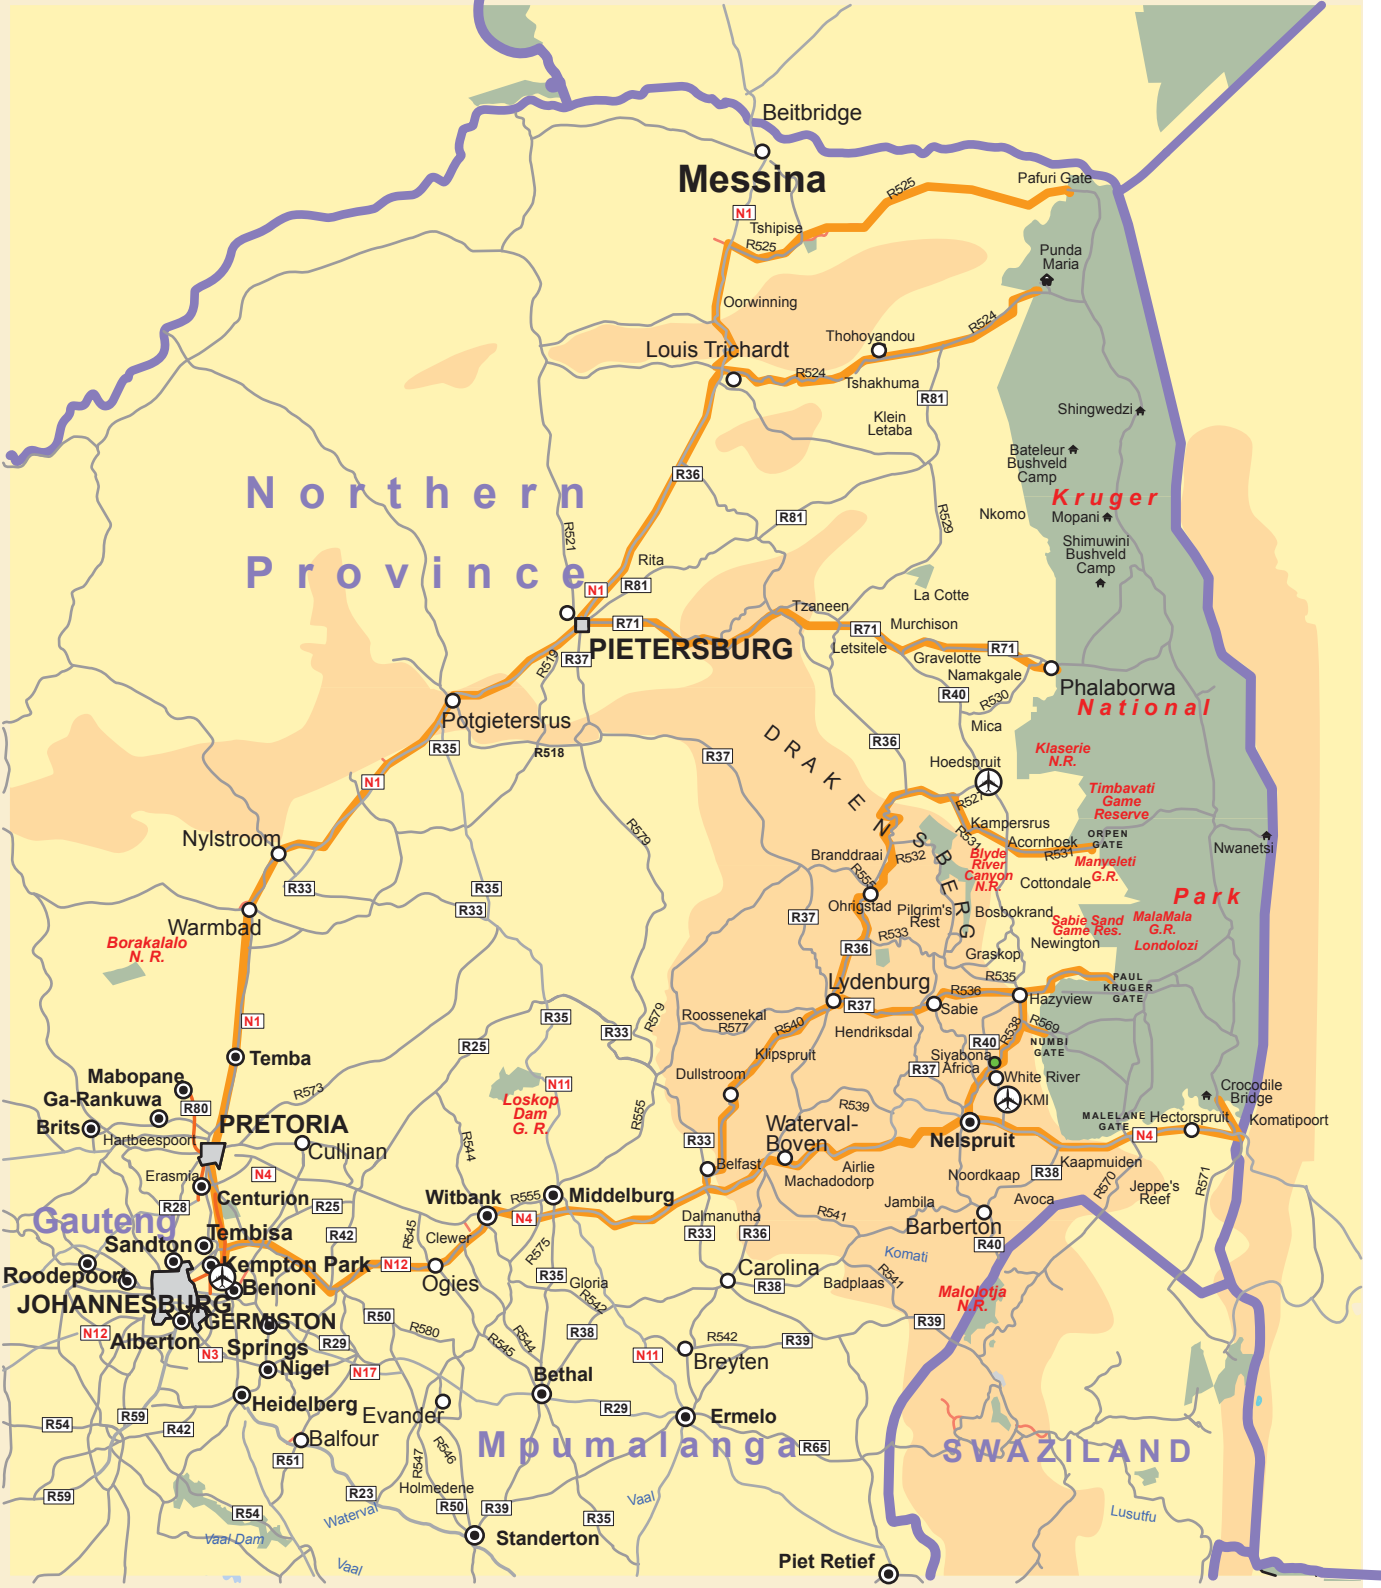 Beitbridge
Messina
Pafuri Gate
R525
N1
Tshipise
R525
Punda
Maria
Oorwinning
R524
Thohoyandou
Louis Trichardt
R524
Tshakhuma
R81
Shingwedzi
Klein
Letaba
Bateleur
Bushveld
Camp
R36
Northern
Kruger
R81
R529
Nkomo
Mopani
R521
Shimuwini
Bushveld
Camp
Rita
Province
N1
R81
La Cotte
Tzaneen
R71
R71
Murchison
PIETERSBURG
Letsitele
R71
R519
R37
Gravelotte
Namakgale
Phalaborwa
R40
R530
National
Potgietersrus
Mica
DRAKENSBERG
R35
R518
R37
R36
Klaserie
N.R.
Hoedspruit
N1
Timbavati
Game
Reserve
R527
Kampersrus
R579
Nylstroom
R531
Acornhoek
ORPEN
GATE
Nwanetsi
Branddraai
R532
R531
Blyde
River
Canyon
N.R.
Manyeleti
G.R.
R33
R35
R555
Cottondale
Park
R33
Ohrigstad
Pilgrim's
Rest
Bosbokrand
R37
Sabie Sand
Game Res.
MalaMala
G.R.
Londolozi
Warmbad
R533
Newington
Borakalalo
N. R.
R36
Graskop
Lydenburg
R535
PAUL
KRUGER
GATE
R536
Hazyview
R37
Sabie
N1
R35
R33
R579
Roossenekal
R577
R540
Hendriksdal
R538
R569
NUMBI
GATE
R25
R40
Temba
Klipspruit
Siyabona
Africa
R37
Dullstroom
White River
Mabopane
N11
Crocodile
Bridge
Ga-Rankuwa
R80
R573
Loskop
Dam
G. R.
R555
R539
KMI
Brits
PRETORIA
MALELANE
GATE
Hectorspruit
Komatipoort
Hartbeespoort
Cullinan
R544
R33
Waterval-
Boven
Nelspruit
N4
Erasmia
N4
Belfast
Airlie
Machadodorp
Noordkaap
R38
Kaapmuiden
R570
Jeppe's
Reef
R571
Centurion
R28
R25
Witbank
R555
Middelburg
N4
Dalmanutha
Jambila
Avoca
R541
Barberton
Gauteng
Tembisa
R42
R545
Clewer
R575
R33
R36
R40
Sandton
Komati
Kempton Park
N12
Roodepoort
Ogies
R35
Gloria
Carolina
R38
Badplaas
R541
Benoni
R542
Malolotja
N.R.
JOHANNESBURG
GERMISTON
R50
R580
R39
N12
Alberton
R545
R544
R38
R542
R39
N3
Springs
R29
N11
Breyten
Nigel
N17
Bethal
Heidelberg
Evander
R29
Ermelo
R54
R59
R42
Balfour
R547
R546
Mpumalanga
R65
SWAZILAND
R51
R59
R23
Holmedene
R50
R39
Vaal
R35
Lusutfu
R54
Waterval
Vaal Dam
Standerton
Vaal
Piet Retief